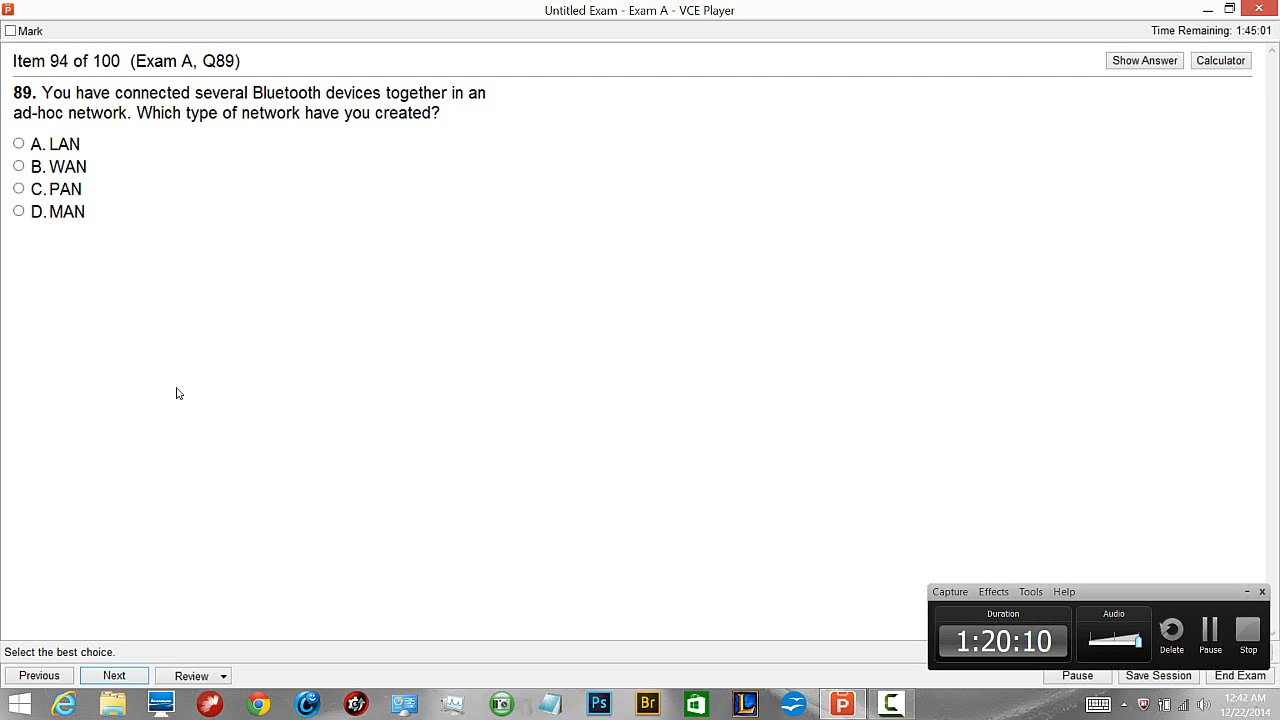 Untitled Exam - Exam A - VCE Player
Mark
Time Remaining: 1:45:01
Item 94 of 100 (Exam A, Q89)
Show Answer
Calculator
89. You have connected several Bluetooth devices together in an
ad-hoc network. Which type of network have you created?
A. LAN
B. WAN
C. PAN
D. MAN
Capture Effects Tools Help
Duration
Audio
1:20:10
Delete
Pause
Stop
Select the best choice.
Previous
Next
Review
Pause
Save Session
End Exam
Ps
Br
L
P
C
12:42 AM
12/22/2014